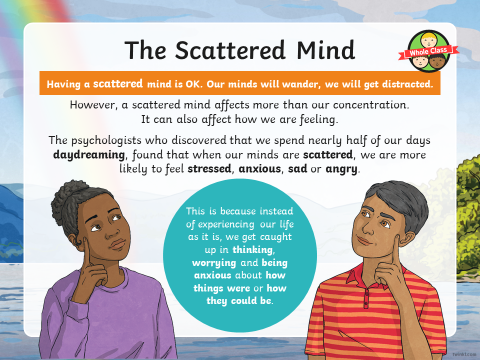 The Scattered Mind
Whole Class
Having a scattered mind is OK. Our minds will wander, we will get distracted.
However, a scattered mind affects more than our concentration.
It can also affect how we are feeling.
The psychologists who discovered that we spend nearly half of our days
daydreaming, found that when our minds are scattered, we are more
likely to feel stressed, anxious, sad or angry.
This is because instead
of experiencing our life
as it is, we get caught
up in thinking,
worrying and being
anxious about how
things were or how
they could be.